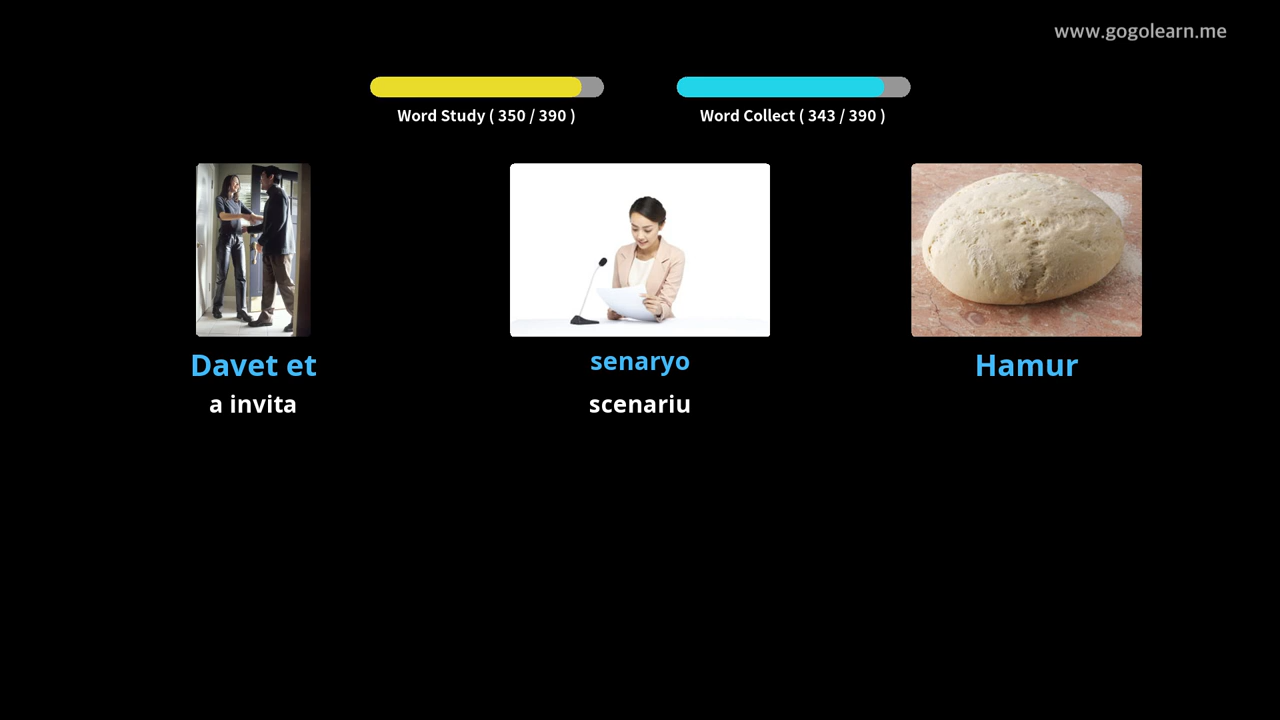 www.gogolearn.me
Word Study ( 350 / 390 )
Word Collect ( 343 / 390 )
Davet et
a invita
senaryo
scenariu
Hamur